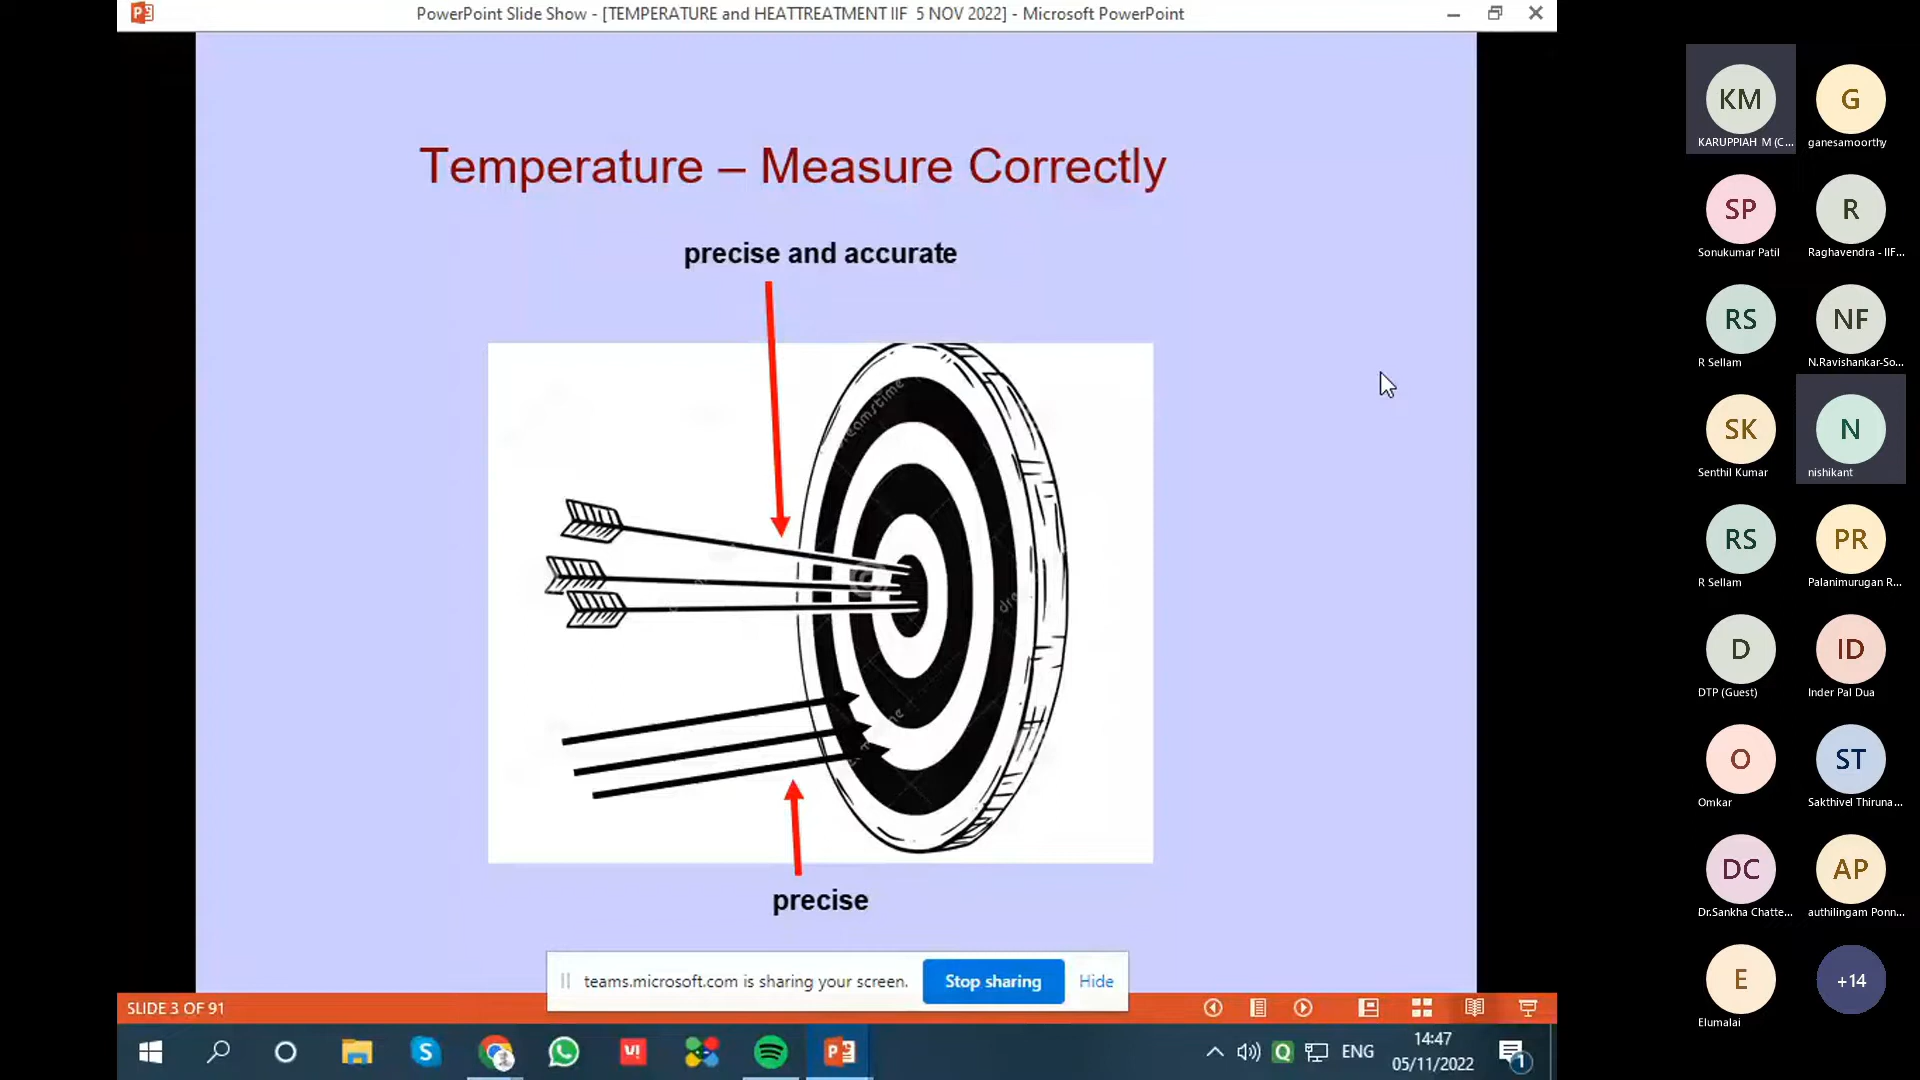 PowerPoint Slide Show - [TEMPERATURE and HEATTREATMENT IIF 5 NOV 2022] - Microsoft PowerPoint
Temperature – Measure Correctly
precise and accurate
dreamstime
precise
teams.microsoft.com is sharing your screen.
Stop sharing
Hide
SLIDE 3 OF 91
ENG
14:47
05/11/2022
1
KM
KARUPPIAH M (C...
G
ganesamoorthy
SP
Sonukumar Patil
R
Raghavendra - IIF...
RS
R Sellam
NF
N.Ravishankar-So...
SK
Senthil Kumar
N
nishikant
RS
R Sellam
PR
Palanimurugan R...
D
DTP (Guest)
ID
Inder Pal Dua
O
Omkar
ST
Sakthivel Thiruna...
DC
Dr.Sankha Chatte...
AP
authilingam Ponn...
E
Elumalai
+14